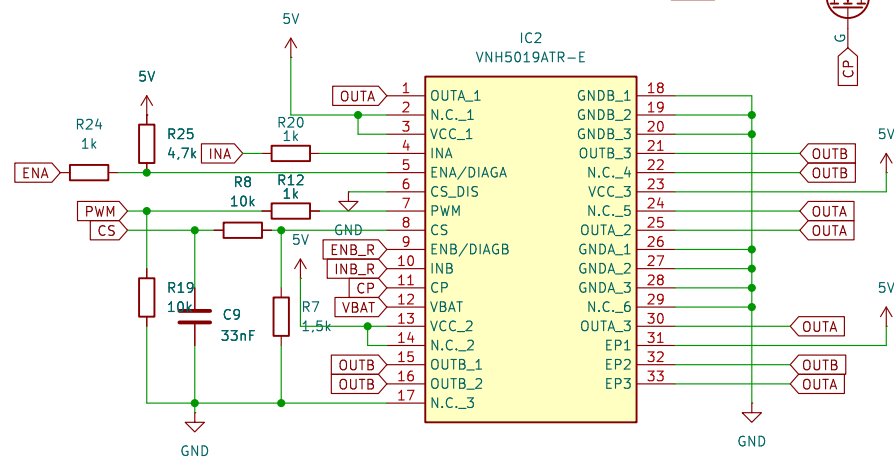 5V
IC2
VNH5019ATR-E
G
CP
5V
R24
1k
R25
4,7k
ENA
INA
R20
1k
R8
10k
R12
1k
PWM
CS
GND
5V
R19
10k
C9
33nF
R7
1,5k
GND
OUTA 1 OUTA_1
2 N.C._1
3 VCC_1
4 INA
5 ENA/DIAGA
6 CS_DIS
7 PWM
8 CS
ENB_R 9 ENB/DIAGB
INB_R 10 INB
CP 11 CP
VBAT 12 VBAT
13 VCC_2
14 N.C._2
OUTB 15 OUTB_1
OUTB 16 OUTB_2
17 N.C._3
GNDB_1 18
GNDB_2 19
GNDB_3 20
OUTB_3 21 OUTB
N.C._4 22 OUTB
VCC_3 23
N.C._5 24 OUTA
OUTA_2 25 OUTA
GNDA_1 26
GNDA_2 27
GNDA_3 28
N.C._6 29
OUTA_3 30 OUTA
EP1 31
EP2 32 OUTB
EP3 33 OUTA
5V
5V
GND